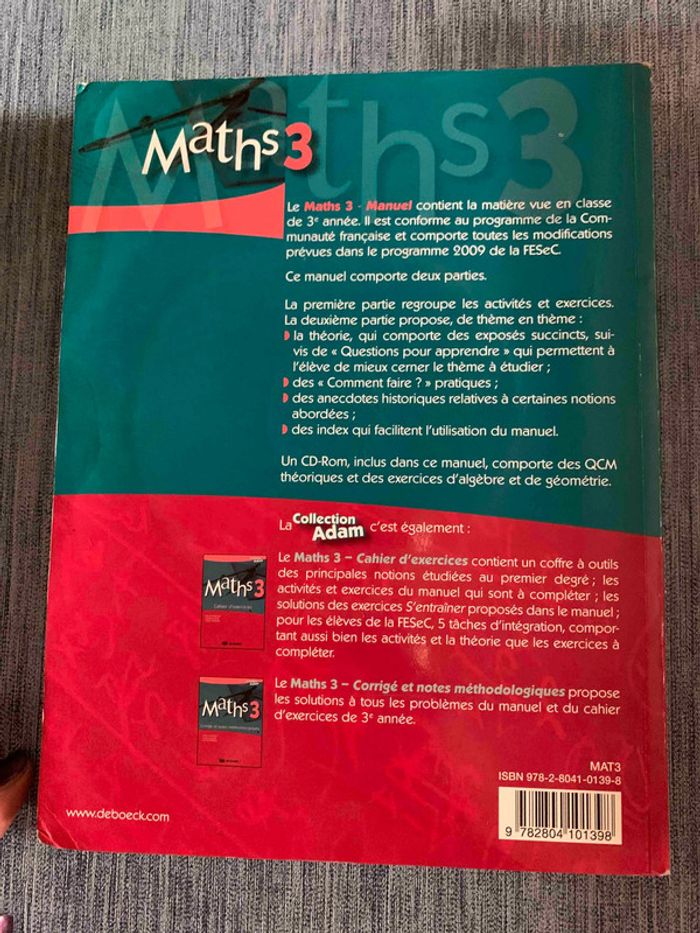 Maths 3
Maths3
Le Maths 3 - Manuel contient la matière vue en classe
de 3e année. Il est conforme au programme de la Com-
munauté française et comporte toutes les modifications
prévues dans le programme 2009 de la FESeC.
Ce manuel comporte deux parties.
La première partie regroupe les activités et exercices.
La deuxième partie propose, de thème en thème :
la théorie, qui comporte des exposés succincts, sui-
vis de « Questions pour apprendre » qui permettent à
l'élève de mieux cerner le thème à étudier ;
des « Comment faire ? » pratiques ;
des anecdotes historiques relatives à certaines notions
abordées ;
des index qui facilitent l'utilisation du manuel.
Un CD-Rom, inclus dans ce manuel, comporte des QCM
théoriques et des exercices d'algèbre et de géométrie.
La Collection Adam c'est également :
Le Maths 3 – Cahier d'exercices contient un coffre à outils
des principales notions étudiées au premier degré ; les
activités et exercices du manuel qui sont à compléter ; les
solutions des exercices S'entraîner proposés dans le manuel ;
pour les élèves de la FESeC, 5 tâches d'intégration, compor-
tant aussi bien les activités et la théorie que les exercices à
compléter.
Maths 3
Cahier d'exercices
Le Maths 3 – Corrigé et notes méthodologiques propose
les solutions à tous les problèmes du manuel et du cahier
d'exercices de 3e année.
Maths 3
Corrigé et notes méthodologiques
MAT3
ISBN 978-2-8041-0139-8
9 782804 101398
www.deboeck.com